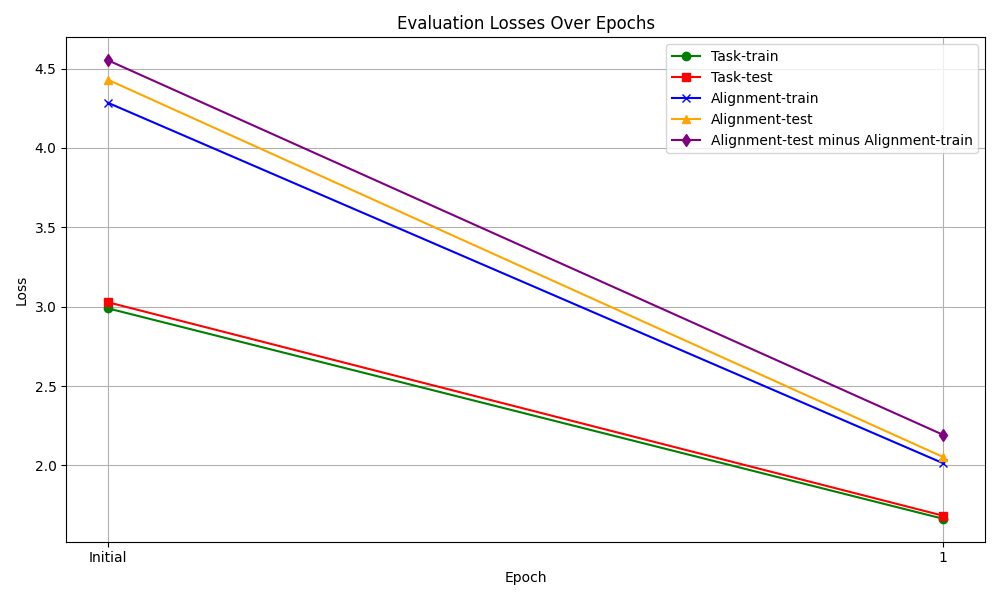 Evaluation Losses Over Epochs
Task-train
Task-test
Alignment-train
Alignment-test
Alignment-test minus Alignment-train
Loss
4.5
4.0
3.5
3.0
2.5
2.0
Initial
1
Epoch